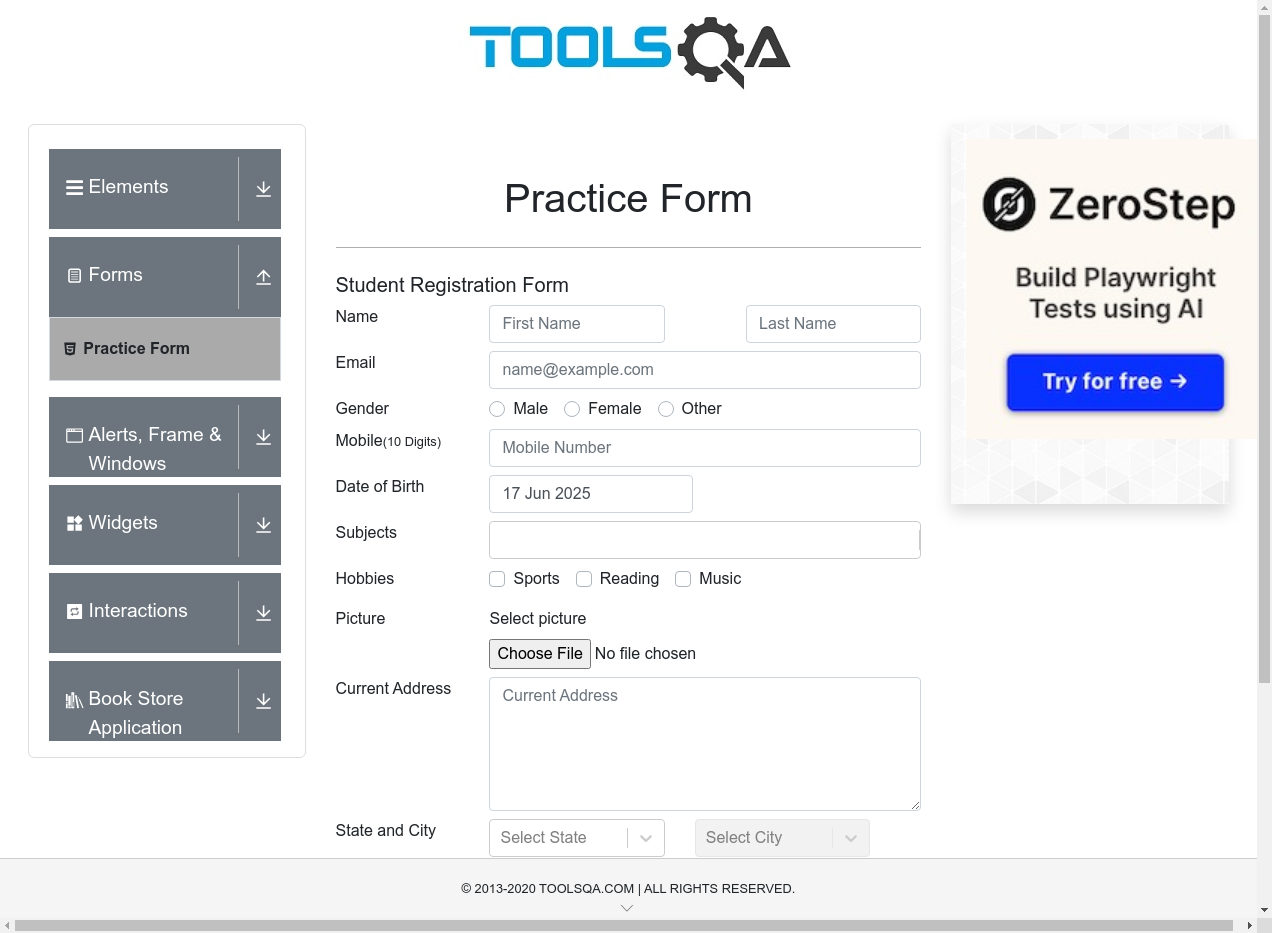 TOOLSQA
Elements
Forms
Practice Form
Alerts, Frame &
Windows
Widgets
Interactions
Book Store
Application
Practice Form
Student Registration Form
Name
First Name
Last Name
Email
name@example.com
Gender
Male
Female
Other
Mobile(10 Digits)
Mobile Number
Date of Birth
17 Jun 2025
Subjects
Hobbies
Sports
Reading
Music
Picture
Select picture
Choose File No file chosen
Current Address
Current Address
State and City
Select State
Select City
ZeroStep
Build Playwright
Tests using AI
Try for free →
© 2013-2020 TOOLSQA.COM | ALL RIGHTS RESERVED.